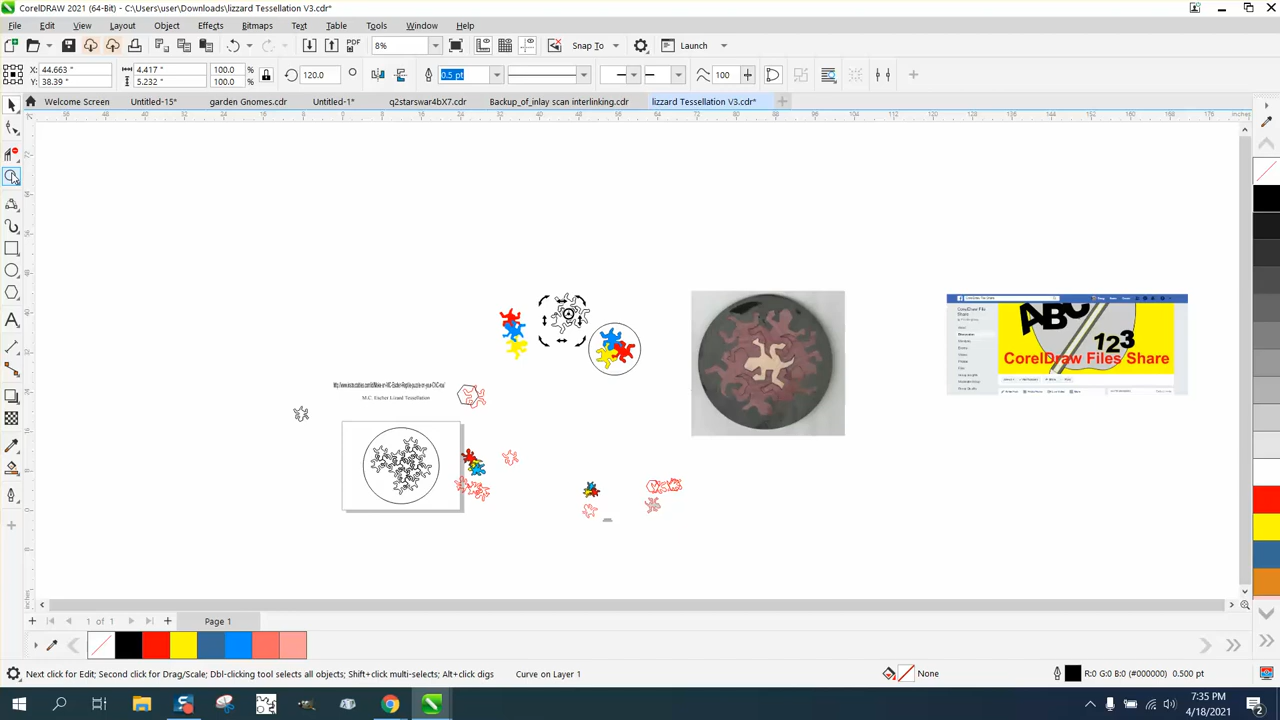 CorelDRAW 2021 (64-Bit) - C:\Users\user\Downloads\lizzard Tessellation V3.cdr*
File Edit View Layout Object Effects Bitmaps Text Table Tools Window Help
PDF 8% Snap To Launch
X: 44.663 " 4.417 " 100.0 % 120.0 0.5 pt 100
Y: 38.39 " 5.232 " 100.0 %
Welcome Screen Untitled-15* garden Gnomes.cdr Untitled-1* q2starswar4bX7.cdr Backup_of_inlay scan interlinking.cdr lizzard Tessellation V3.cdr*
inches
ABC
123
CorelDraw Files Share
M.C. Escher Lizard Tessellation
inches
1 of 1 Page 1
Next click for Edit; Second click for Drag/Scale; Dbl-clicking tool selects all objects; Shift+click multi-selects; Alt+click digs Curve on Layer 1 None R:0 G:0 B:0 (#000000) 0.500 pt
7:35 PM
4/18/2021
2